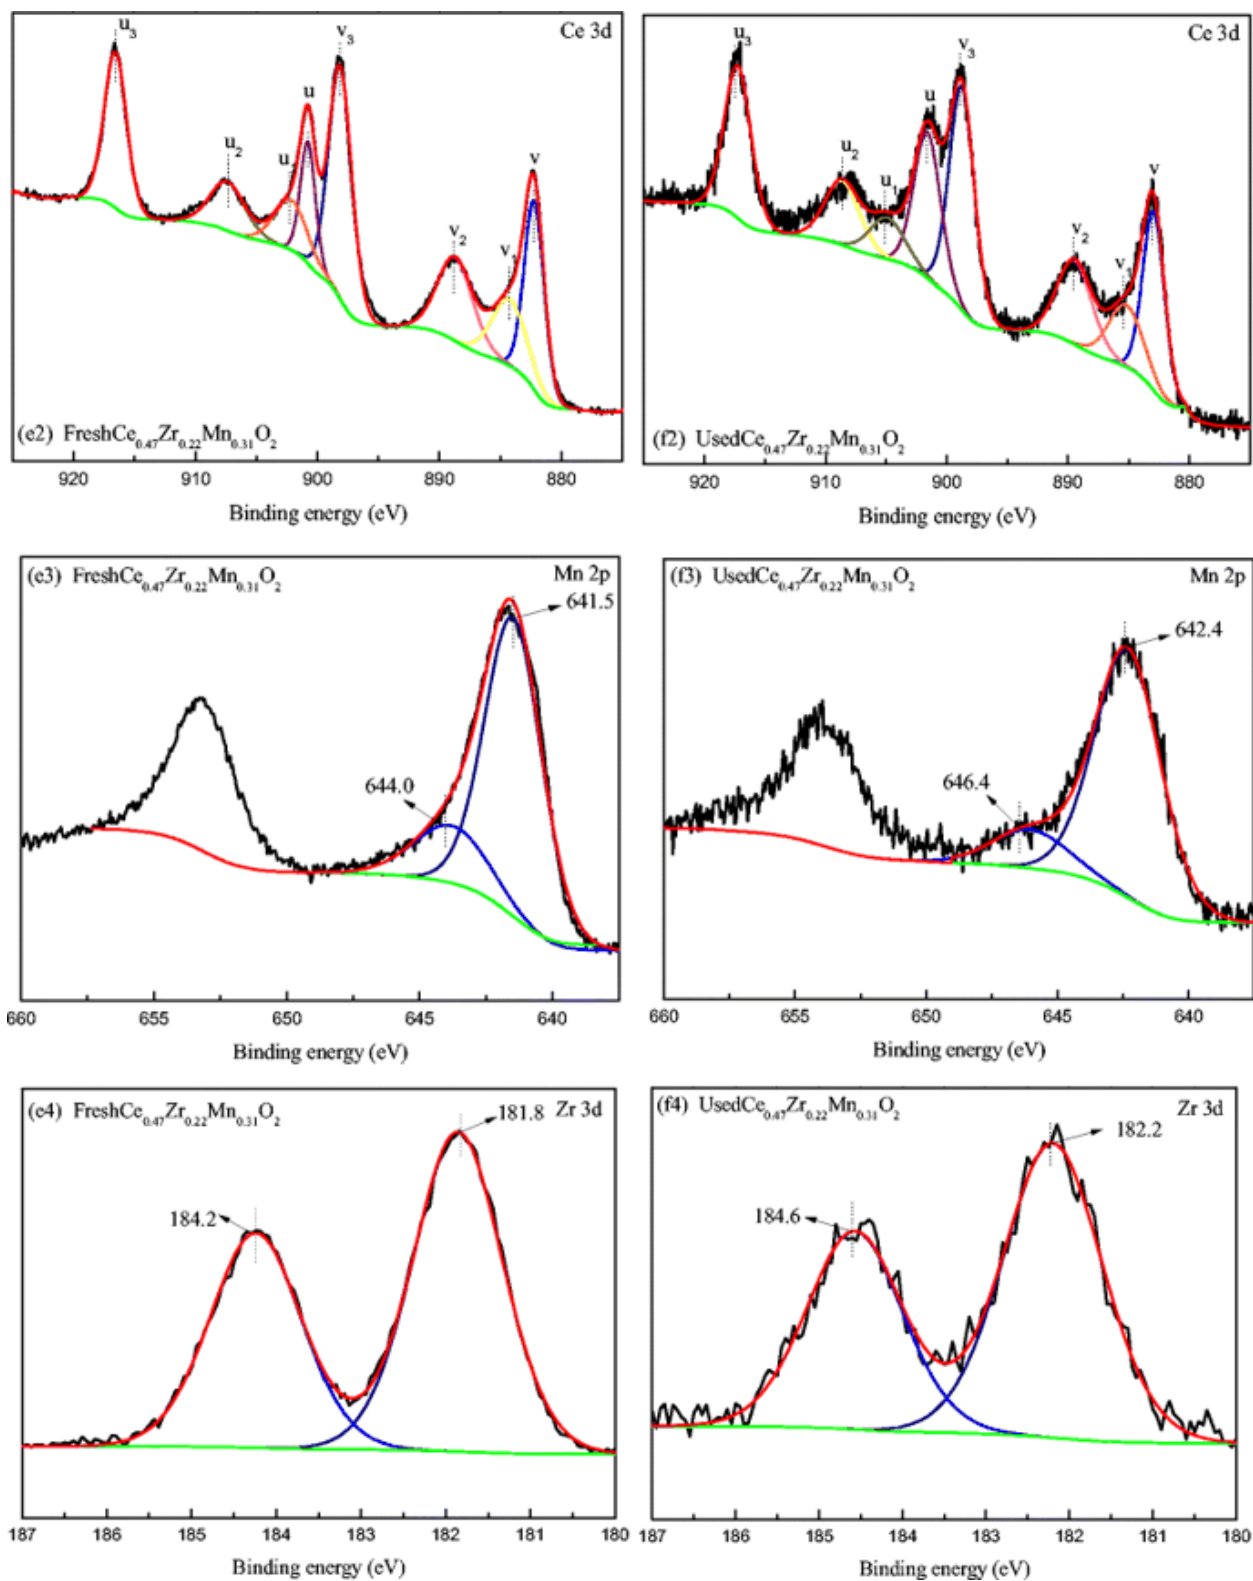 u3
u2
u1
u
v3
v2
v1
v
Ce 3d
(e2) FreshCe0.47Zr0.22Mn0.31O2
920 910 900 890 880
Binding energy (eV)
u3
u2
u1
u
v3
v2
v1
v
Ce 3d
(f2) UsedCe0.47Zr0.22Mn0.31O2
920 910 900 890 880
Binding energy (eV)
(e3) FreshCe0.47Zr0.22Mn0.31O2
Mn 2p
641.5
644.0
660 655 650 645 640
Binding energy (eV)
(f3) UsedCe0.47Zr0.22Mn0.31O2
Mn 2p
642.4
646.4
660 655 650 645 640
Binding energy (eV)
(e4) FreshCe0.47Zr0.22Mn0.31O2
Zr 3d
181.8
184.2
187 186 185 184 183 182 181 180
Binding energy (eV)
(f4) UsedCe0.47Zr0.22Mn0.31O2
Zr 3d
182.2
184.6
187 186 185 184 183 182 181 180
Binding energy (eV)